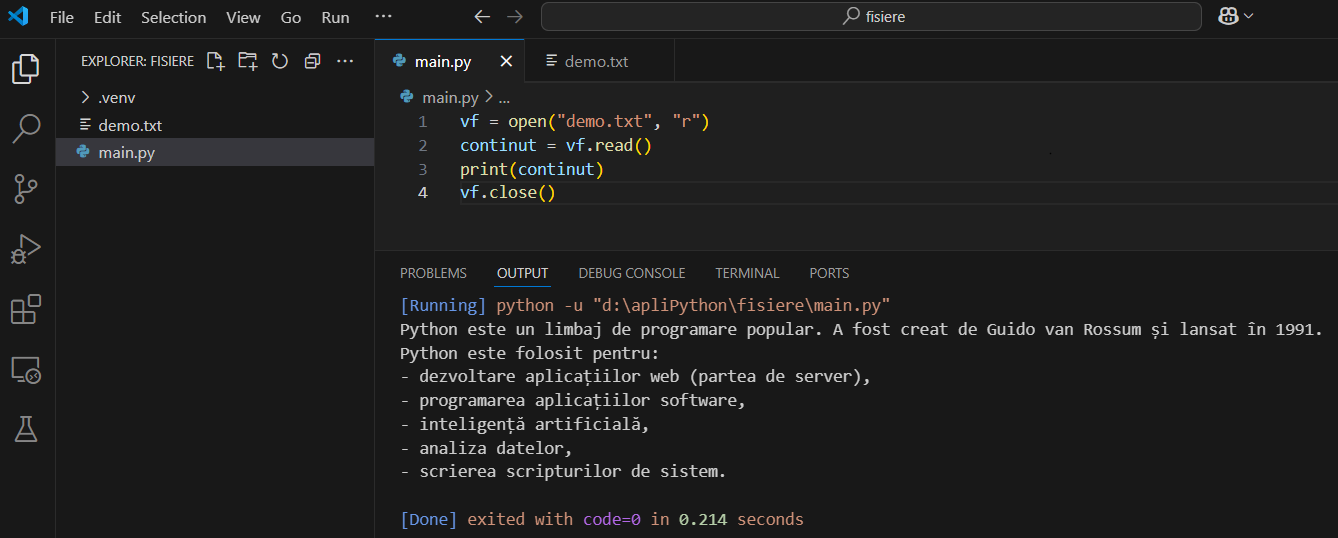 File Edit Selection View Go Run ··· fisiere
EXPLORER: FISIERE
.venv
demo.txt
main.py
main.py demo.txt
main.py > ...
1 vf = open("demo.txt", "r")
2 continut = vf.read()
3 print(continut)
4 vf.close()
PROBLEMS OUTPUT DEBUG CONSOLE TERMINAL PORTS
[Running] python -u "d:\apliPython\fisiere\main.py"
Python este un limbaj de programare popular. A fost creat de Guido van Rossum și lansat în 1991.
Python este folosit pentru:
- dezvoltare aplicațiilor web (partea de server),
- programarea aplicațiilor software,
- inteligență artificială,
- analiza datelor,
- scrierea scripturilor de sistem.
[Done] exited with code=0 in 0.214 seconds